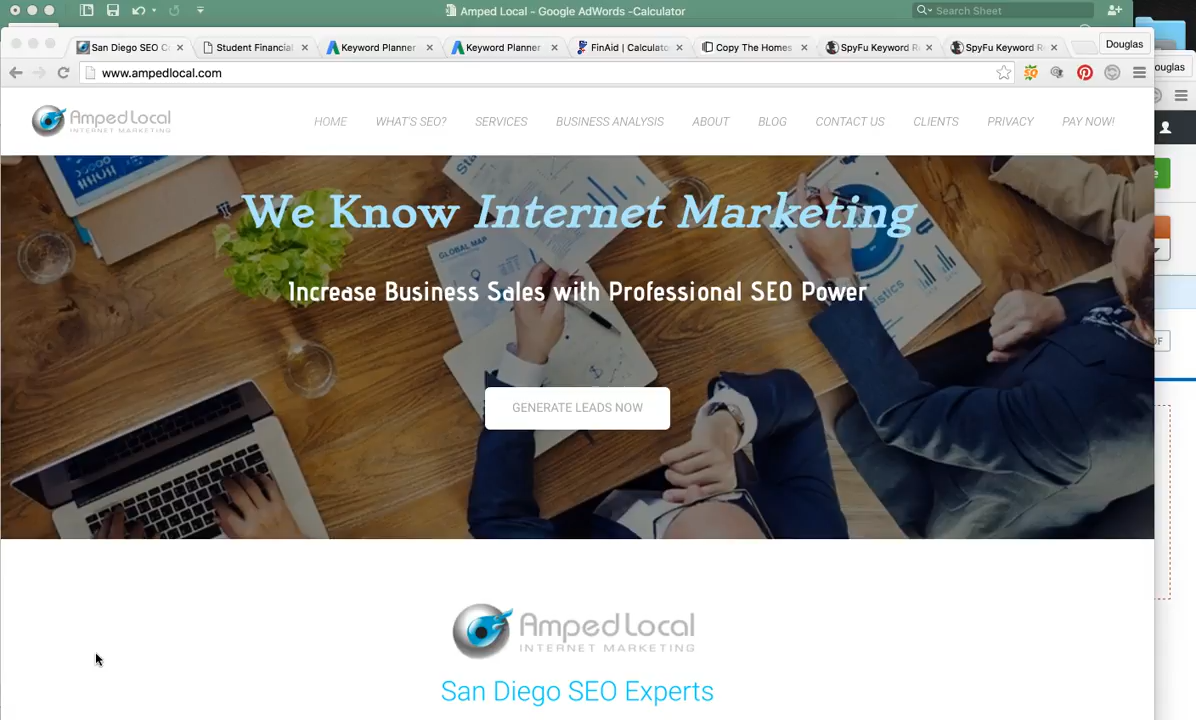 Amped Local - Google AdWords -Calculator
Search Sheet
San Diego SEO C
Student Financial
Keyword Planner
Keyword Planner
FinAid | Calculato
Copy The Homes
SpyFu Keyword R
SpyFu Keyword R
Douglas
ouglas
www.ampedlocal.com
Amped Local
INTERNET MARKETING
HOME
WHAT'S SEO?
SERVICES
BUSINESS ANALYSIS
ABOUT
BLOG
CONTACT US
CLIENTS
PRIVACY
PAY NOW!
We Know Internet Marketing
GLOBAL MAP
Increase Business Sales with Professional SEO Power
GENERATE LEADS NOW
Amped Local
INTERNET MARKETING
San Diego SEO Experts